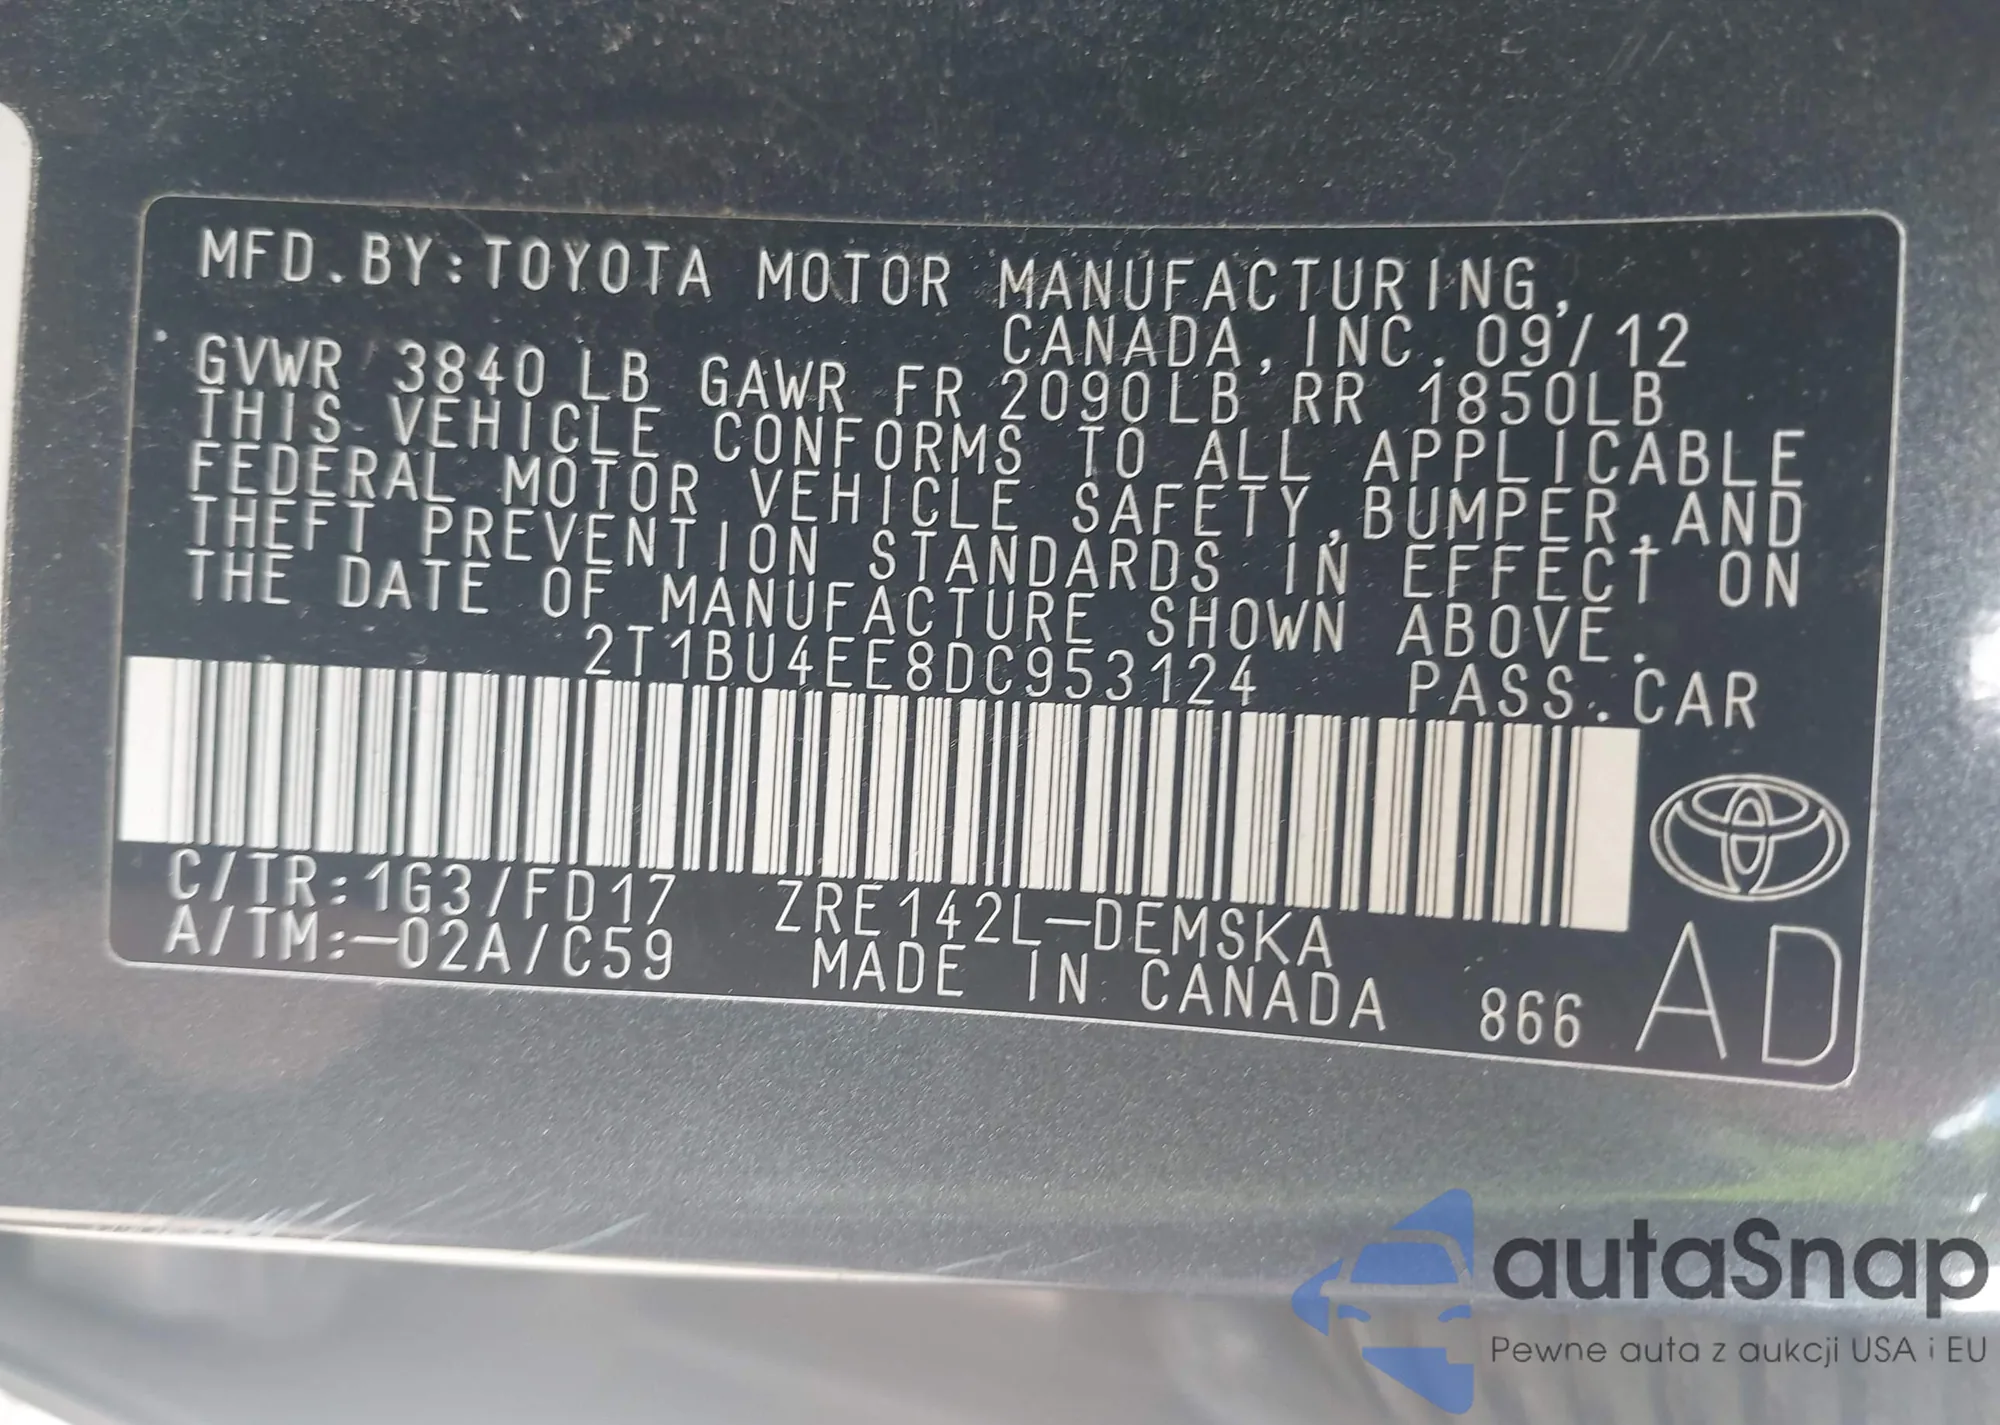 MFD.BY:TOYOTA MOTOR MANUFACTURING,
CANADA,INC.09/12
GVWR 3840LB GAWR FR 2090LB RR 1850LB
THIS VEHICLE CONFORMS TO ALL APPLICABLE
FEDERAL MOTOR VEHICLE SAFETY,BUMPER,AND
THEFT PREVENTION STANDARDS IN EFFECT ON
THE DATE OF MANUFACTURE SHOWN ABOVE.
2T1BU4EE8DC953124 PASS.CAR
C/TR:1G3/FD17 ZRE142L-DEMSKA
A/TM:-02A/C59 MADE IN CANADA 866 AD
autaSnap
Pewne auta z aukcji USA i EU